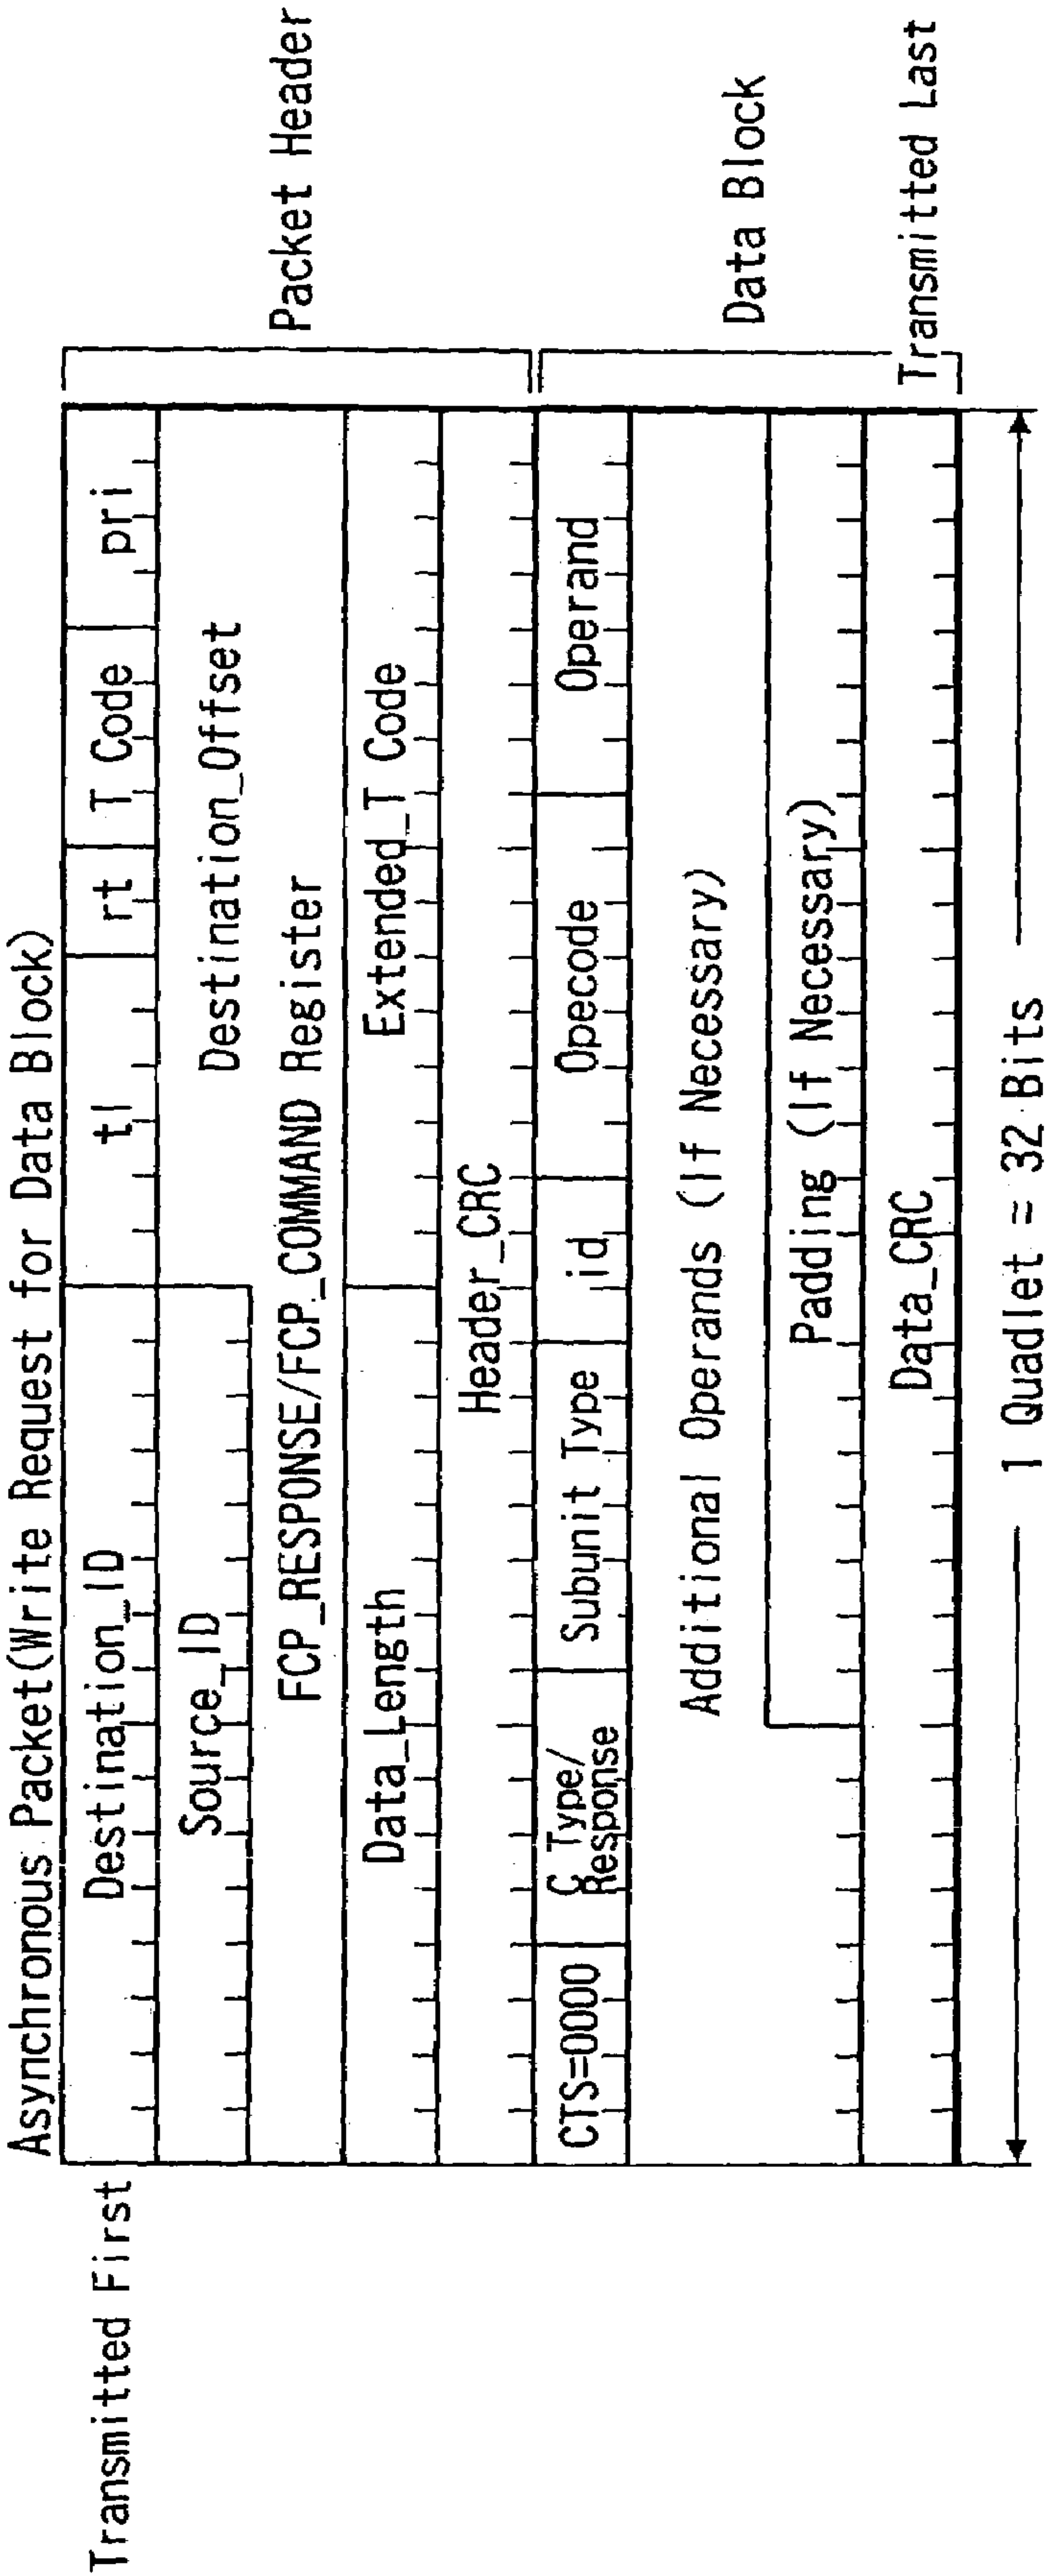 Asynchronous Packet(Write Request for Data Block)
Transmitted First
Destination_ID tl rt T Code pri
Source_ID Destination_Offset
FCP_RESPONSE/FCP_COMMAND Register
Data_Length Extended_T Code
Header_CRC
Packet Header
CTS=0000 C Type/
Response Subunit Type id Opecode Operand
Additional Operands (If Necessary)
Padding (If Necessary)
Data_CRC
Data Block
Transmitted Last
1 Quadlet = 32 Bits